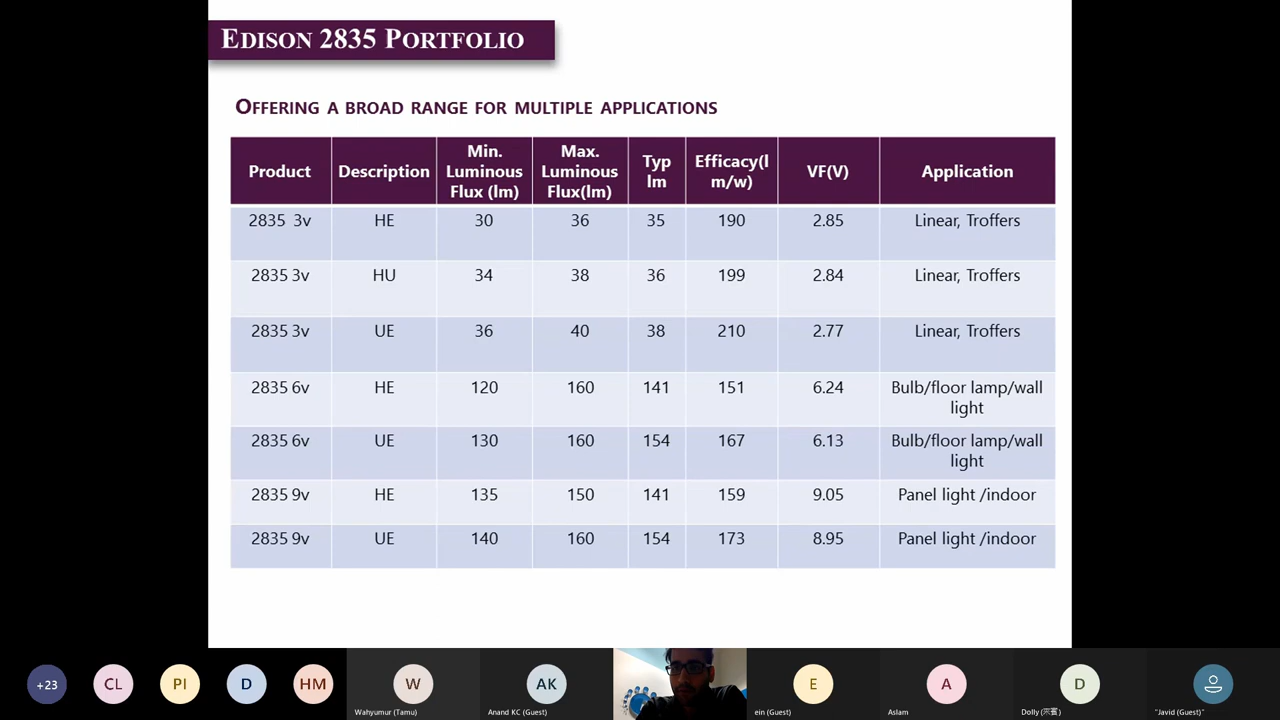 EDISON 2835 PORTFOLIO
OFFERING A BROAD RANGE FOR MULTIPLE APPLICATIONS
Product Description Min. Luminous Flux (lm) Max. Luminous Flux(lm) Typ lm Efficacy(lm/w) VF(V) Application
2835 3v HE 30 36 35 190 2.85 Linear, Troffers
2835 3v HU 34 38 36 199 2.84 Linear, Troffers
2835 3v UE 36 40 38 210 2.77 Linear, Troffers
2835 6v HE 120 160 141 151 6.24 Bulb/floor lamp/wall light
2835 6v UE 130 160 154 167 6.13 Bulb/floor lamp/wall light
2835 9v HE 135 150 141 159 9.05 Panel light /indoor
2835 9v UE 140 160 154 173 8.95 Panel light /indoor
+23 CL PI D HM W AK E A D
Wahyumur (Tamu) Anand KC (Guest) ein (Guest) Aslam Dolly "Javid (Guest)"